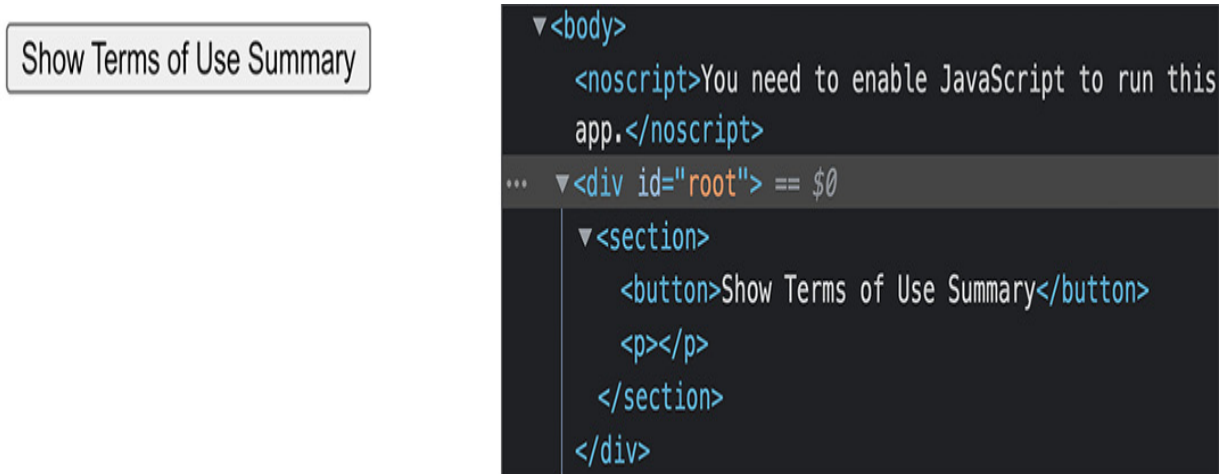 Show Terms of Use Summary
▼<body>
<noscript>You need to enable JavaScript to run this
app.</noscript>
··· ▼<div id="root"> == $0
▼<section>
<button>Show Terms of Use Summary</button>
<p></p>
</section>
</div>